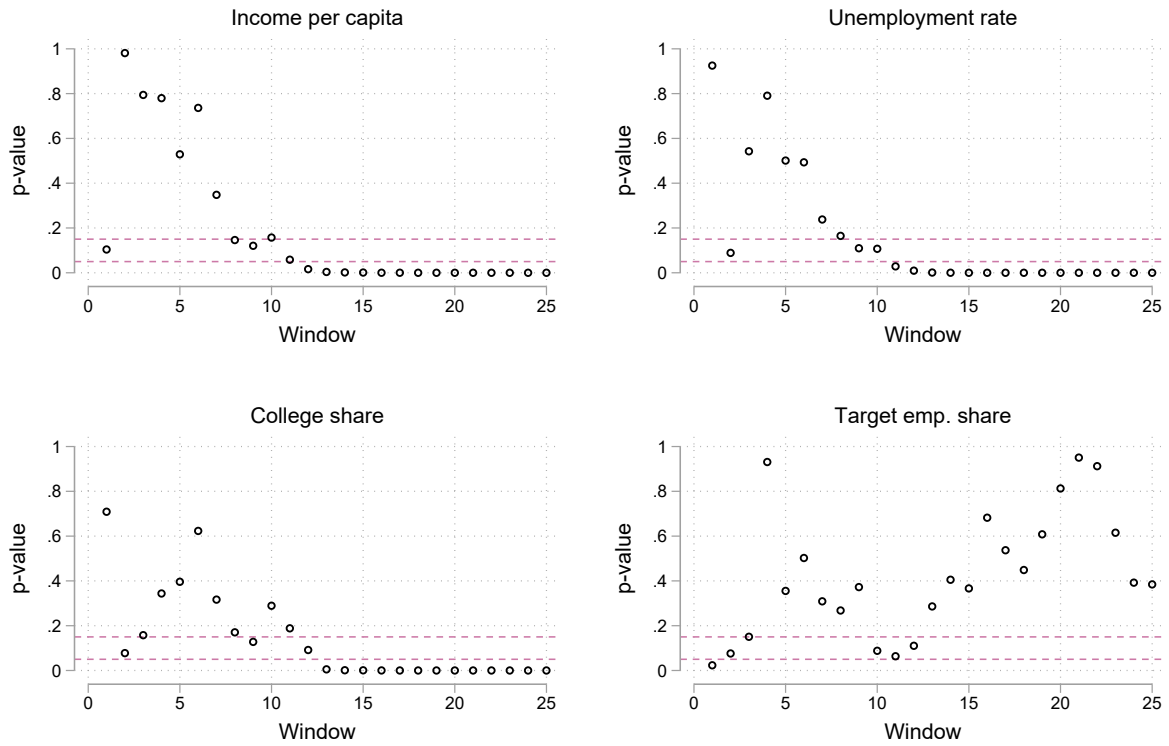 Income per capita
p-value
1
.8
.6
.4
.2
0
0 5 10 15 20 25
Window
Unemployment rate
p-value
1
.8
.6
.4
.2
0
0 5 10 15 20 25
Window
College share
p-value
1
.8
.6
.4
.2
0
0 5 10 15 20 25
Window
Target emp. share
p-value
1
.8
.6
.4
.2
0
0 5 10 15 20 25
Window